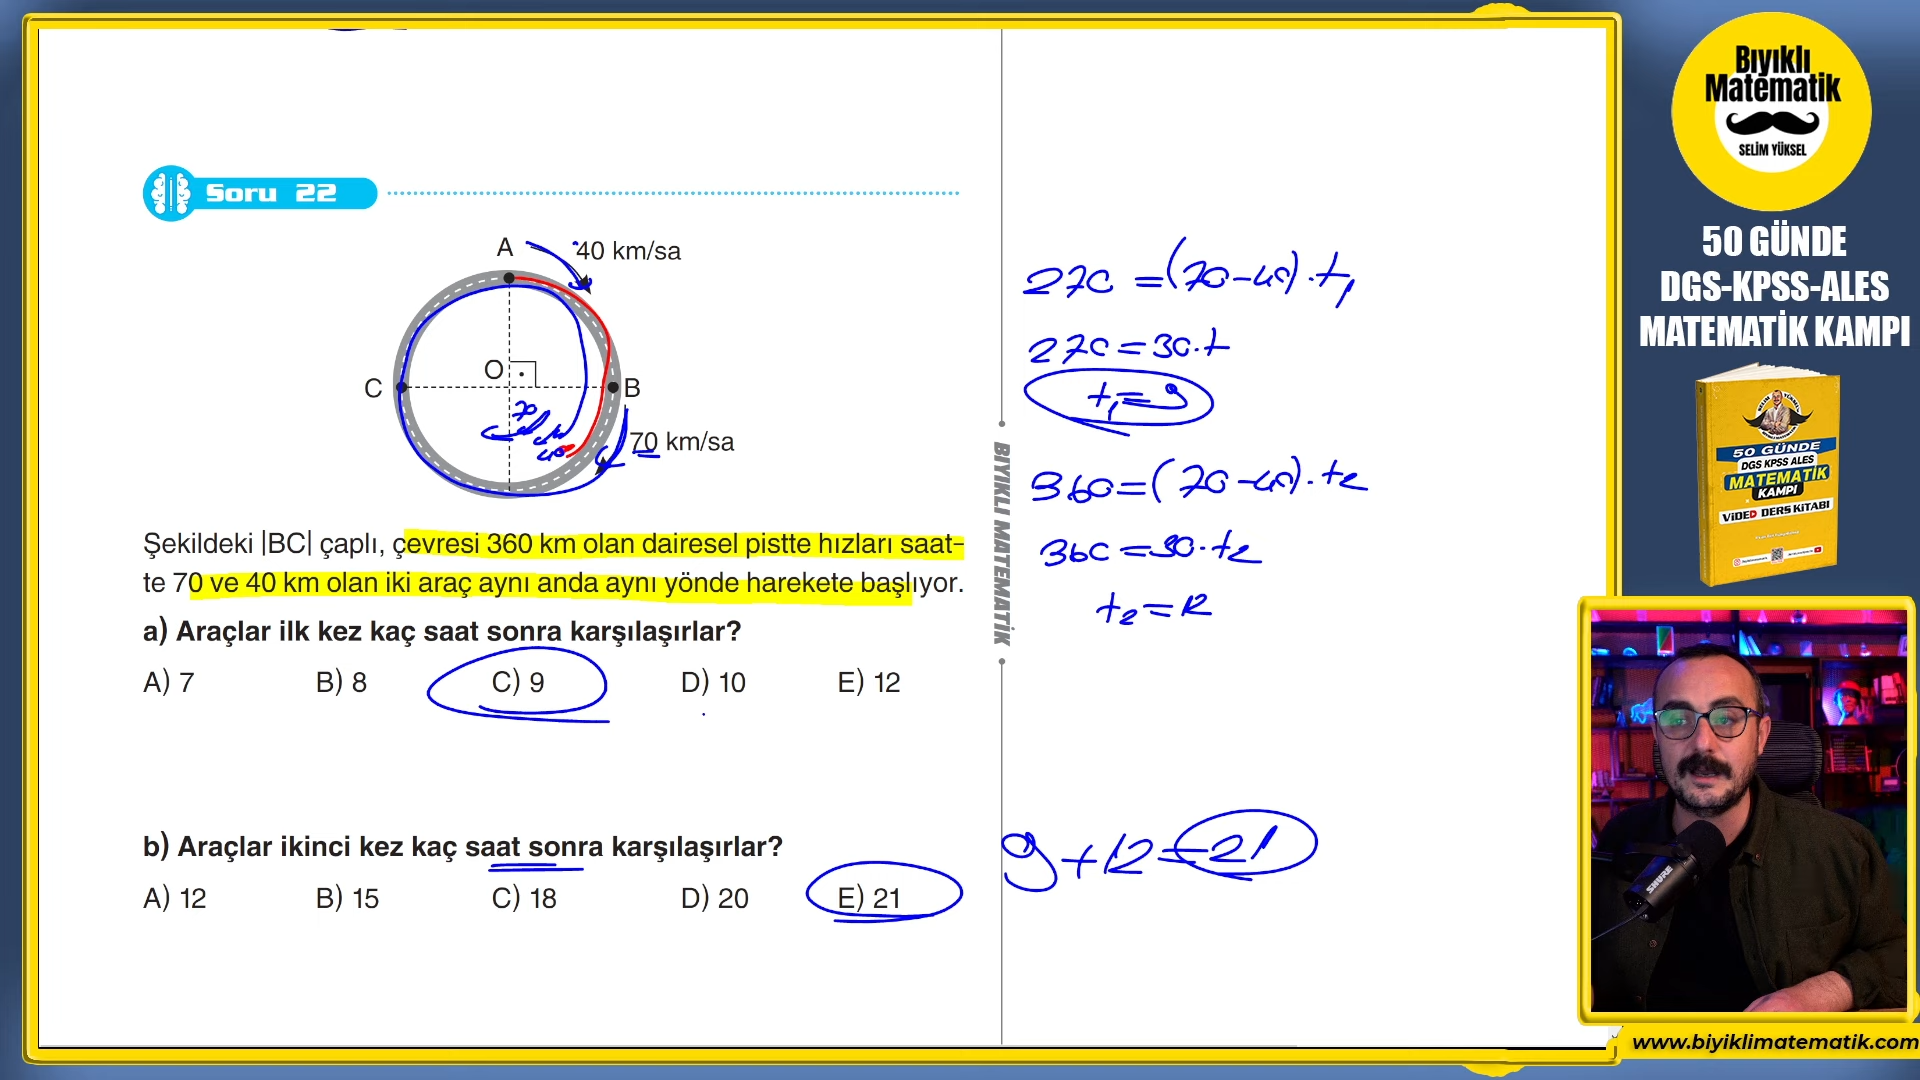 Soru 22
A
40 km/sa
O
C
B
70
40
70 km/sa
Şekildeki |BC| çaplı, çevresi 360 km olan dairesel pistte hızları saat-
te 70 ve 40 km olan iki araç aynı anda aynı yönde harekete başlıyor.
a) Araçlar ilk kez kaç saat sonra karşılaşırlar?
A) 7 B) 8 C) 9 D) 10 E) 12
b) Araçlar ikinci kez kaç saat sonra karşılaşırlar?
A) 12 B) 15 C) 18 D) 20 E) 21
BIYIKLI MATEMATİK
270 = (70-40).t1
270 = 30.t
t1 = 9
360 = (70-40).t2
360 = 30.t2
t2 = 12
9+12=21
Bıyıklı
Matematik
SELİM YÜKSEL
50 GÜNDE
DGS-KPSS-ALES
MATEMATİK KAMPI
SELİM YÜKSEL
50 GÜNDE
DGS KPSS ALES
MATEMATİK
KAMPI
VİDEO DERS KİTABI
SHURE
www.biyiklimatematik.com